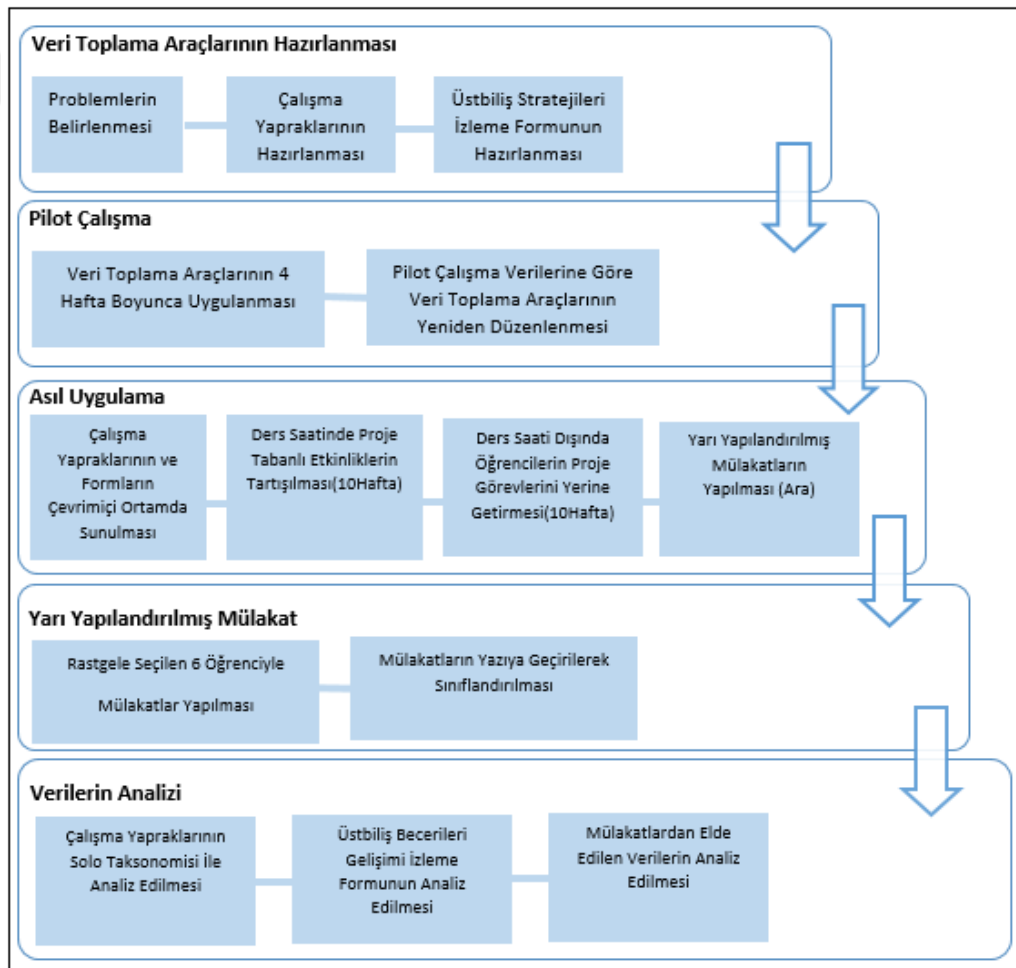 Veri Toplama Araçlarının Hazırlanması
Problemlerin
Belirlenmesi
Çalışma
Yapraklarının
Hazırlanması
Üstbiliş Stratejileri
İzleme Formunun
Hazırlanması
Pilot Çalışma
Veri Toplama Araçlarının 4
Hafta Boyunca Uygulanması
Pilot Çalışma Verilerine Göre
Veri Toplama Araçlarının
Yeniden Düzenlenmesi
Asıl Uygulama
Çalışma
Yapraklarının ve
Formların
Çevrimiçi Ortamda
Sunulması
Ders Saatinde Proje
Tabanlı Etkinliklerin
Tartışılması(10Hafta)
Ders Saati Dışında
Öğrencilerin Proje
Görevlerini Yerine
Getirmesi(10Hafta)
Yarı Yapılandırılmış
Mülakatların
Yapılması (Ara)
Yarı Yapılandırılmış Mülakat
Rastgele Seçilen 6 Öğrenciyle
Mülakatlar Yapılması
Mülakatların Yazıya Geçirilerek
Sınıflandırılması
Verilerin Analizi
Çalışma Yapraklarının
Solo Taksonomisi İle
Analiz Edilmesi
Üstbiliş Becerileri
Gelişimi İzleme
Formunun Analiz
Edilmesi
Mülakatlardan Elde
Edilen Verilerin Analiz
Edilmesi